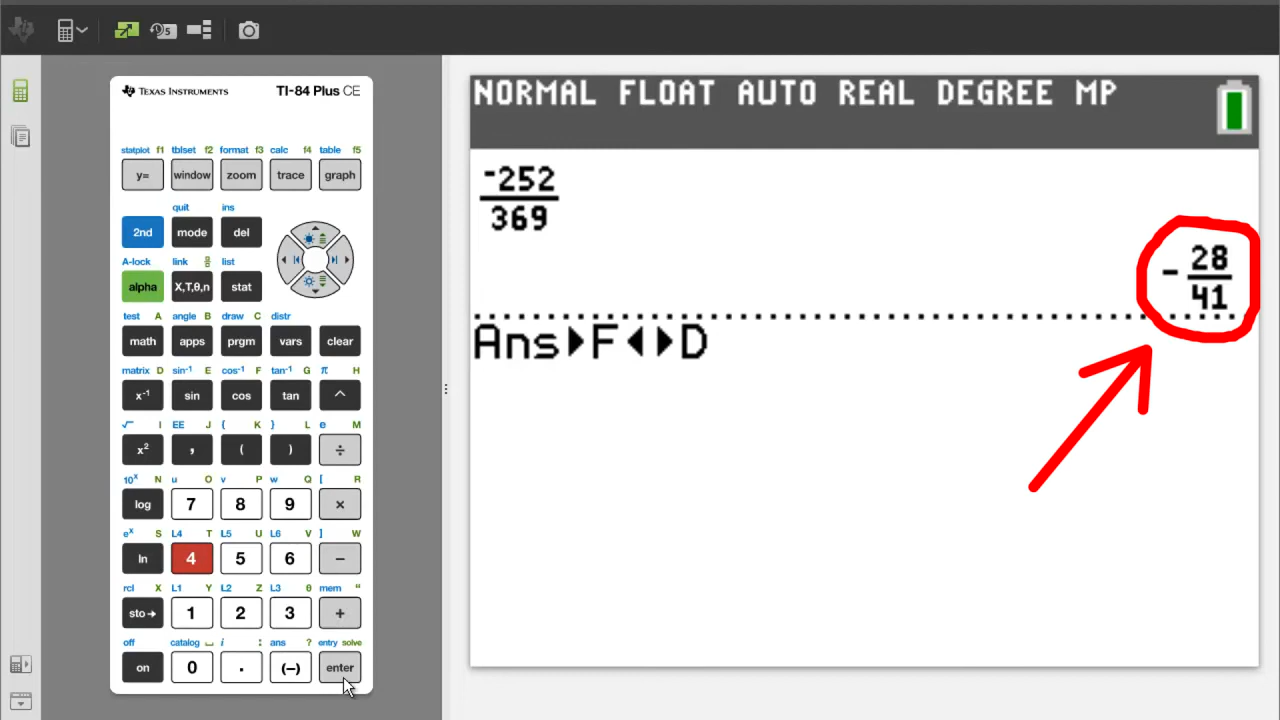 TEXAS INSTRUMENTS TI-84 Plus CE
statplot f1 tblset f2 format f3 calc f4 table f5
y= window zoom trace graph
quit ins
2nd mode del
A-lock link list
alpha X,T,θ,n stat
test A angle B draw C distr
math apps prgm vars clear
matrix D sin⁻¹ E cos⁻¹ F tan⁻¹ G π H
x⁻¹ sin cos tan ^
√ I EE J { K } L e M
x² , ( ) ÷
10ˣ N u O v P w Q [ R
log 7 8 9 ×
eˣ S L4 T L5 U L6 V ] W
ln 4 5 6 −
rcl X L1 Y L2 Z L3 θ mem "
sto→ 1 2 3 +
off catalog ⎵ i : ans ? entry solve
on 0 . (−) enter
NORMAL FLOAT AUTO REAL DEGREE MP
-252
369
- 28
41
Ans▶F◀▶D
5